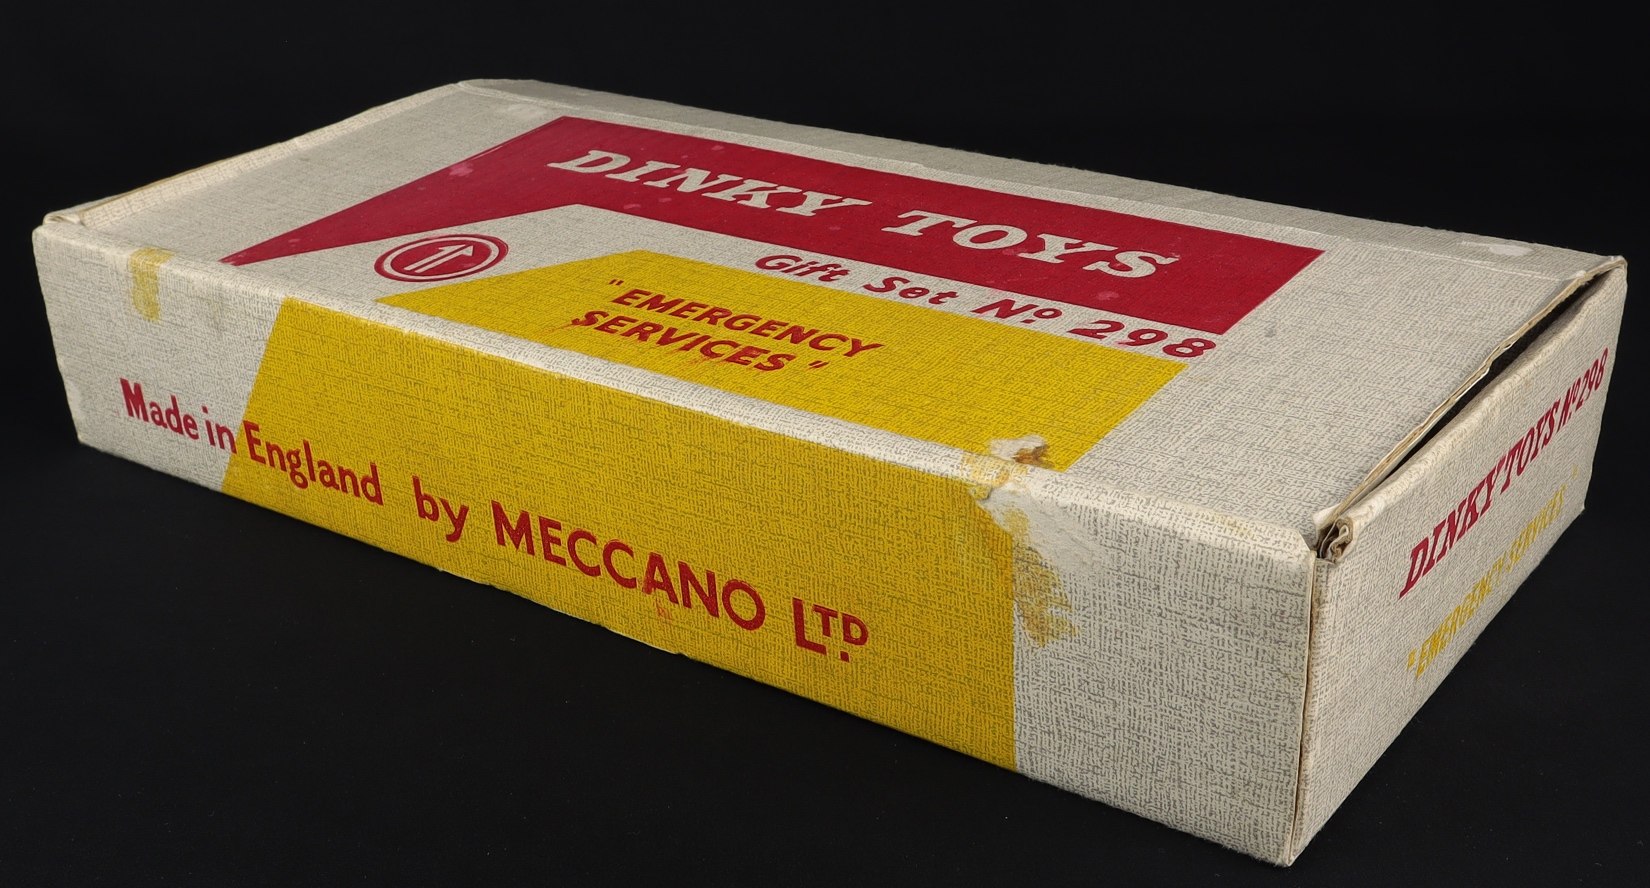 DINKY TOYS
Gift Set Nº 298
"EMERGENCY
SERVICES"
Made in England by MECCANO LTD.
DINKY TOYS Nº 298
"EMERGENCY SERVICES"